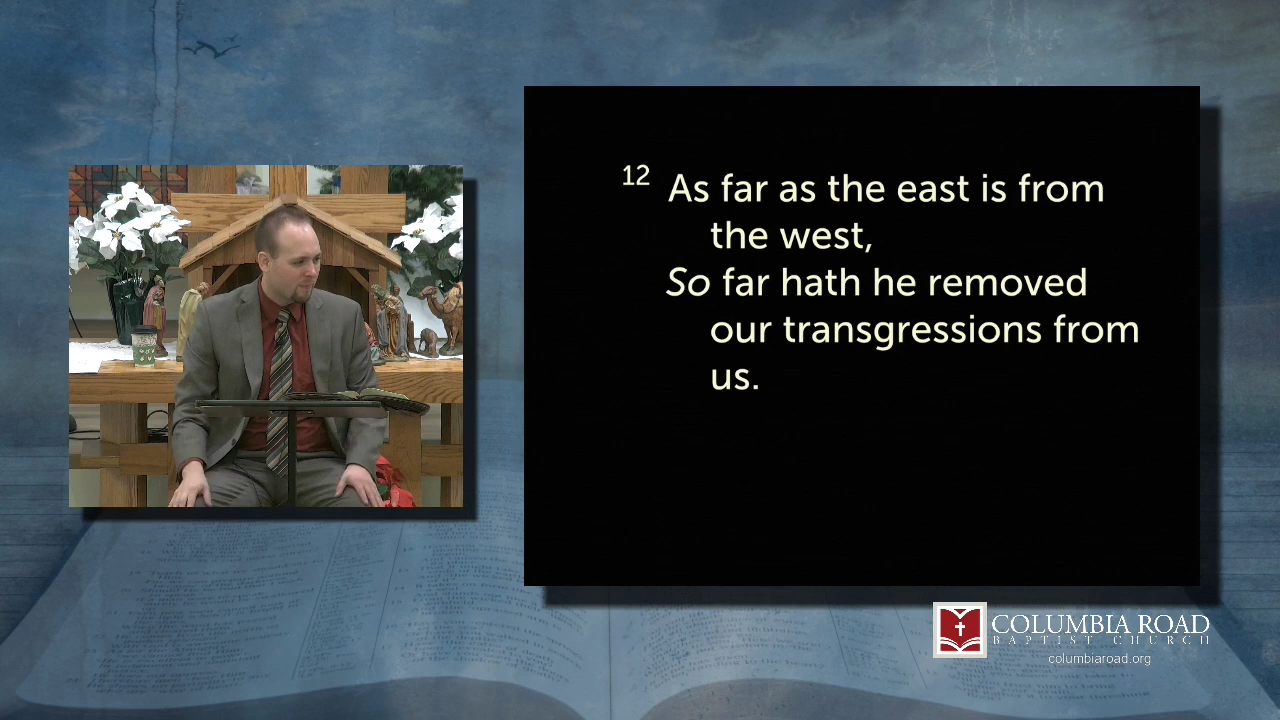 12 As far as the east is from
the west,
So far hath he removed
our transgressions from
us.
COLUMBIA ROAD
BAPTIST CHURCH
columbiaroad.org